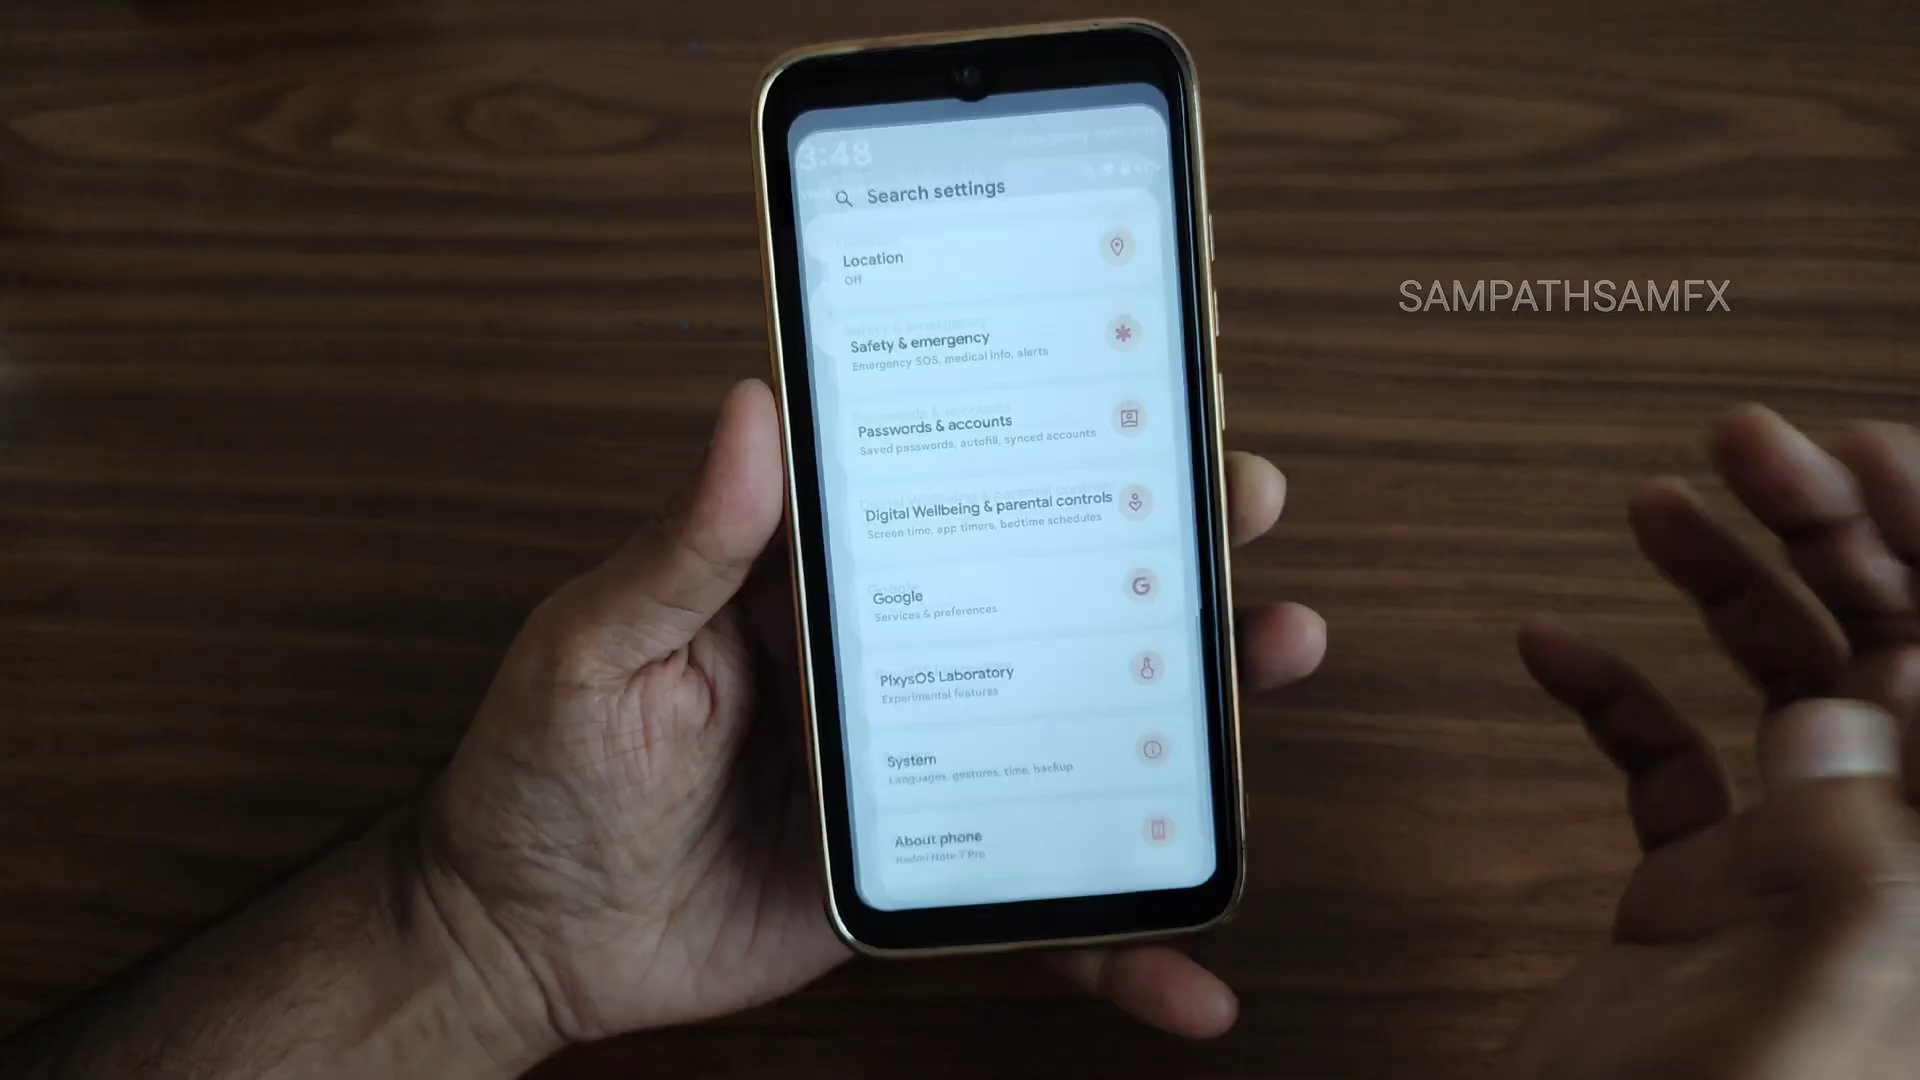 3:48
Search settings
Location
Off
Safety & emergency
Emergency SOS, medical info, alerts
Passwords & accounts
Saved passwords, autofill, synced accounts
Digital Wellbeing & parental controls
Screen time, app timers, bedtime schedules
Google
Services & preferences
PixysOS Laboratory
Experimental features
System
Languages, gestures, time, backup
About phone
Redmi Note 7 Pro
SAMPATHSAMFX